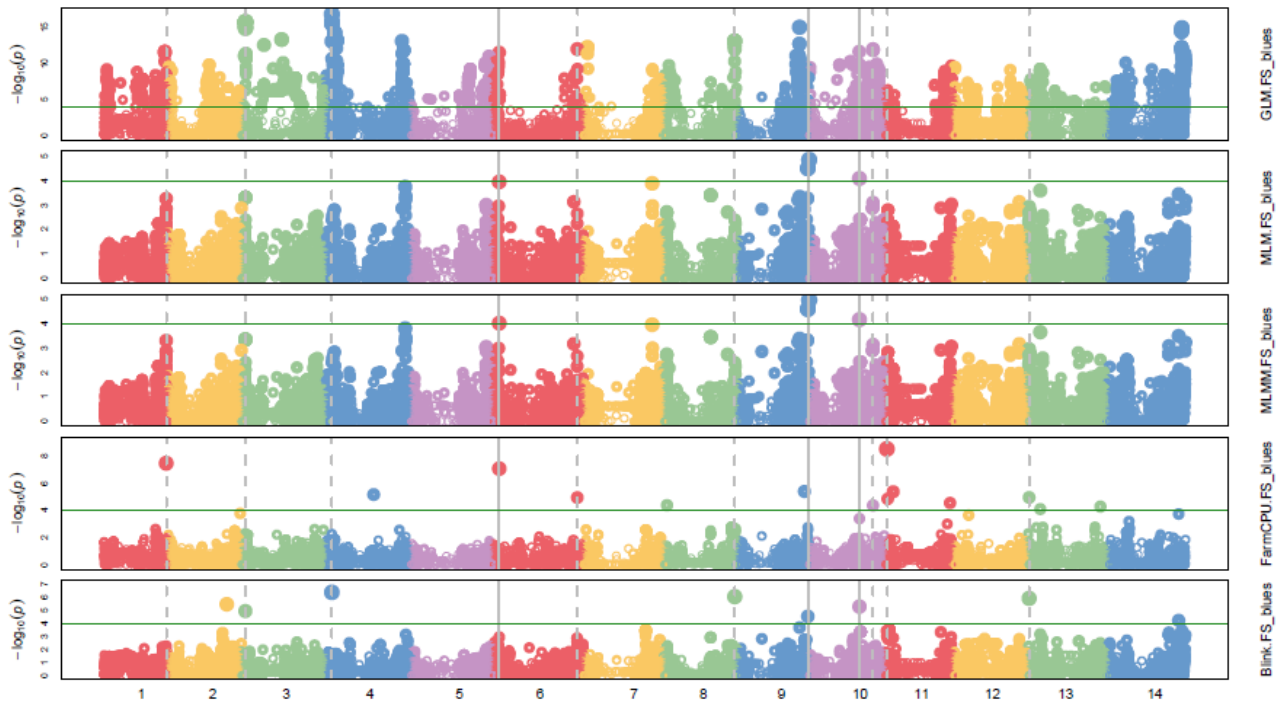 −log₁₀(p)
15
10
5
0
GLM.FS_blues
−log₁₀(p)
5
4
3
2
1
0
MLM.FS_blues
−log₁₀(p)
5
4
3
2
1
0
MLMM.FS_blues
−log₁₀(p)
8
6
4
2
0
FarmCPU.FS_blues
−log₁₀(p)
7
6
5
4
3
2
1
0
Blink.FS_blues
1 2 3 4 5 6 7 8 9 10 11 12 13 14